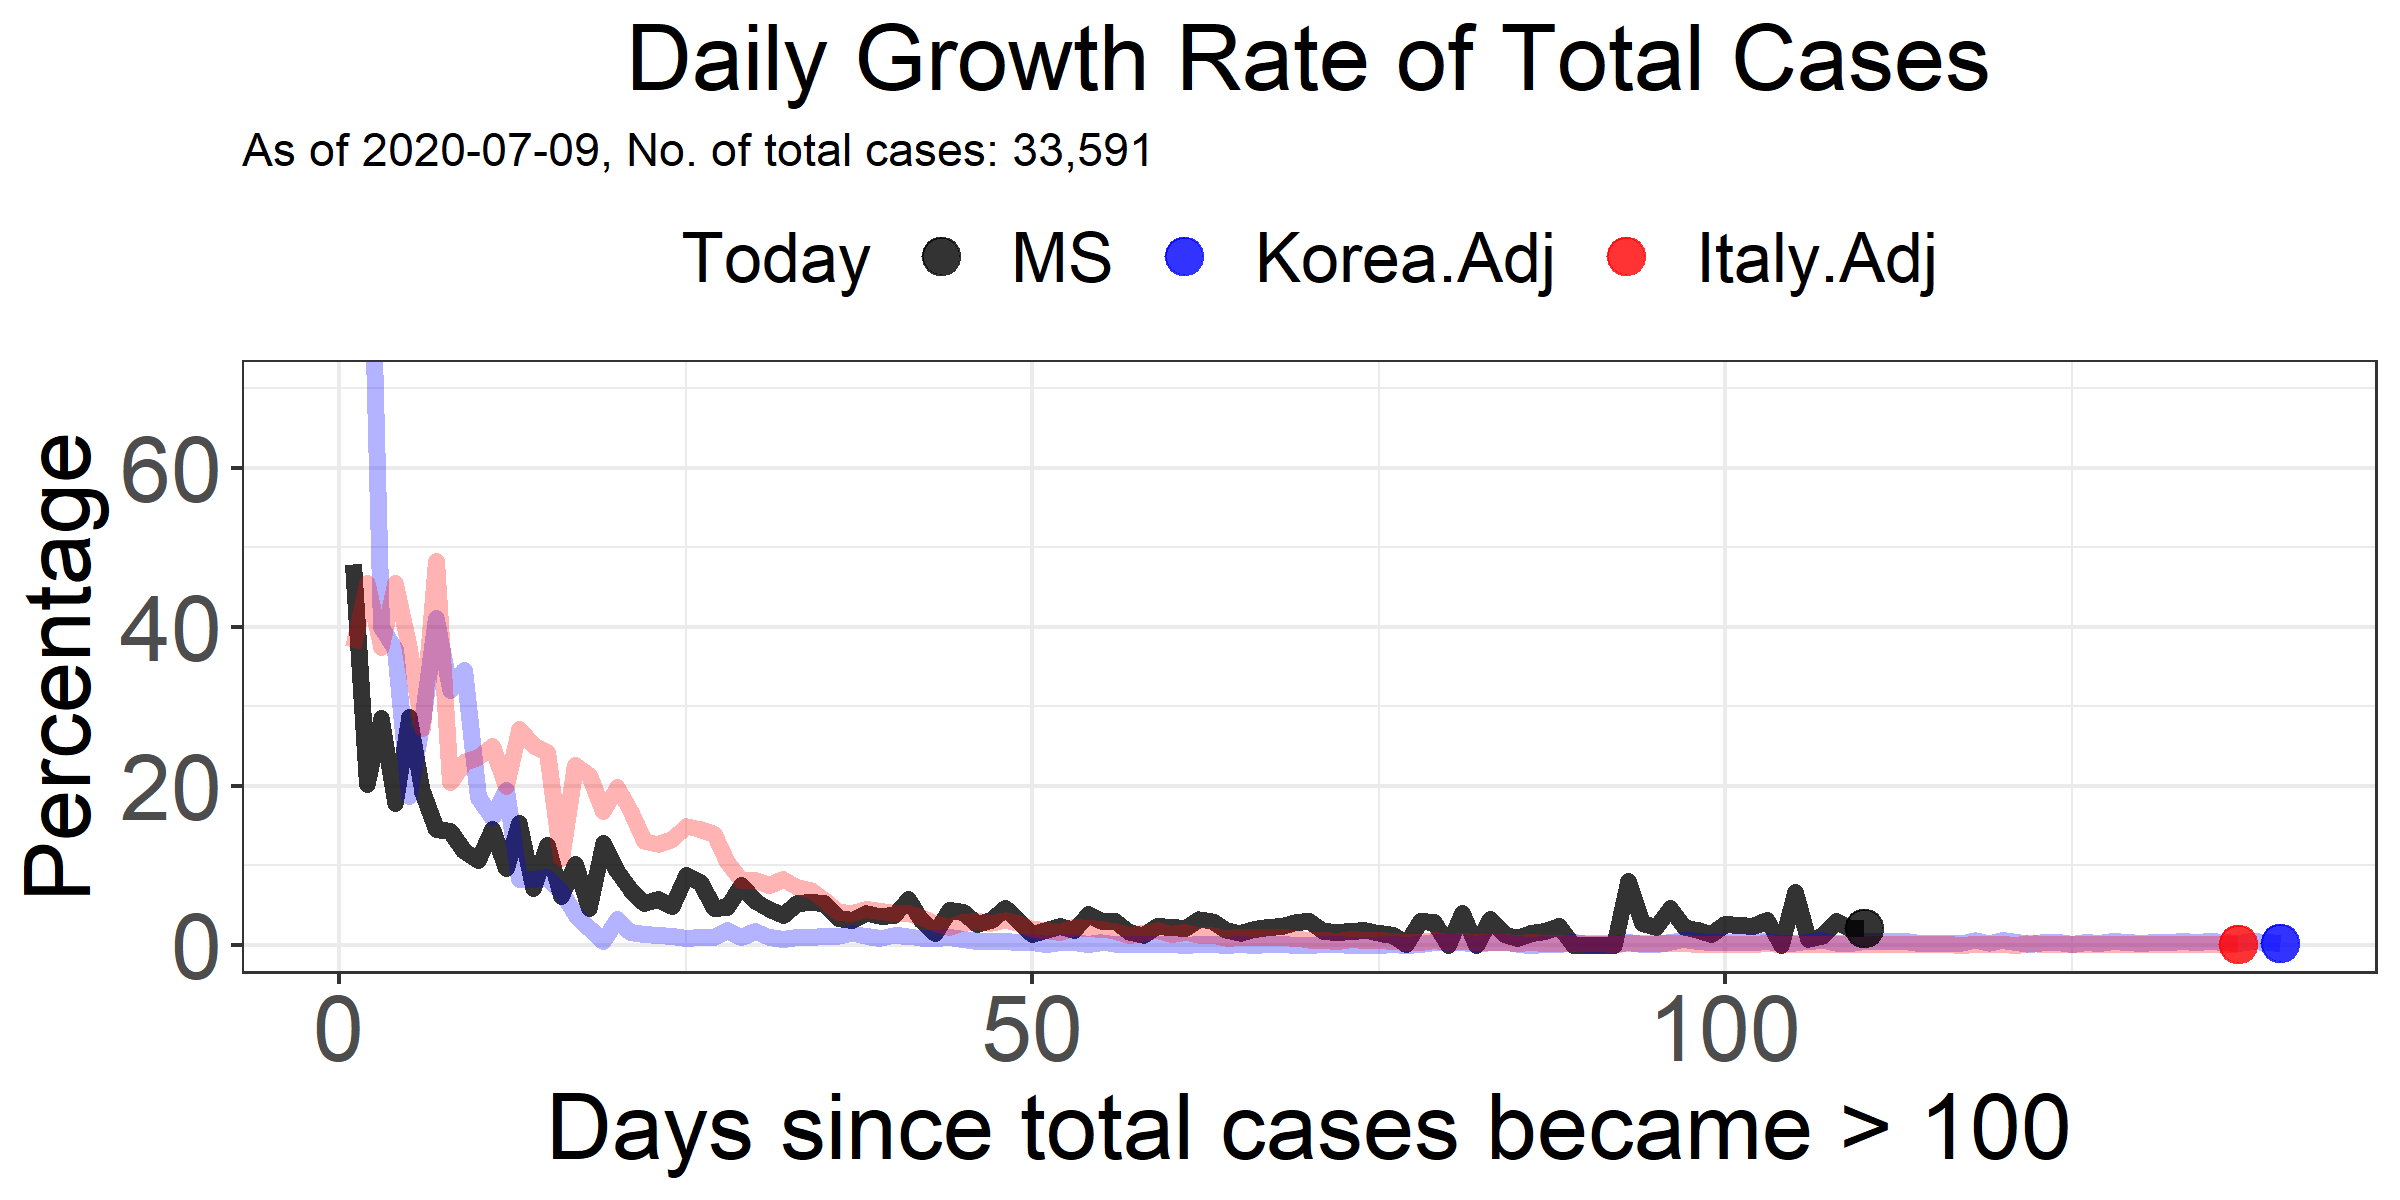 Daily Growth Rate of Total Cases
As of 2020-07-09, No. of total cases: 33,591
Today MS Korea.Adj Italy.Adj
Percentage
60
40
20
0
0 50 100
Days since total cases became > 100